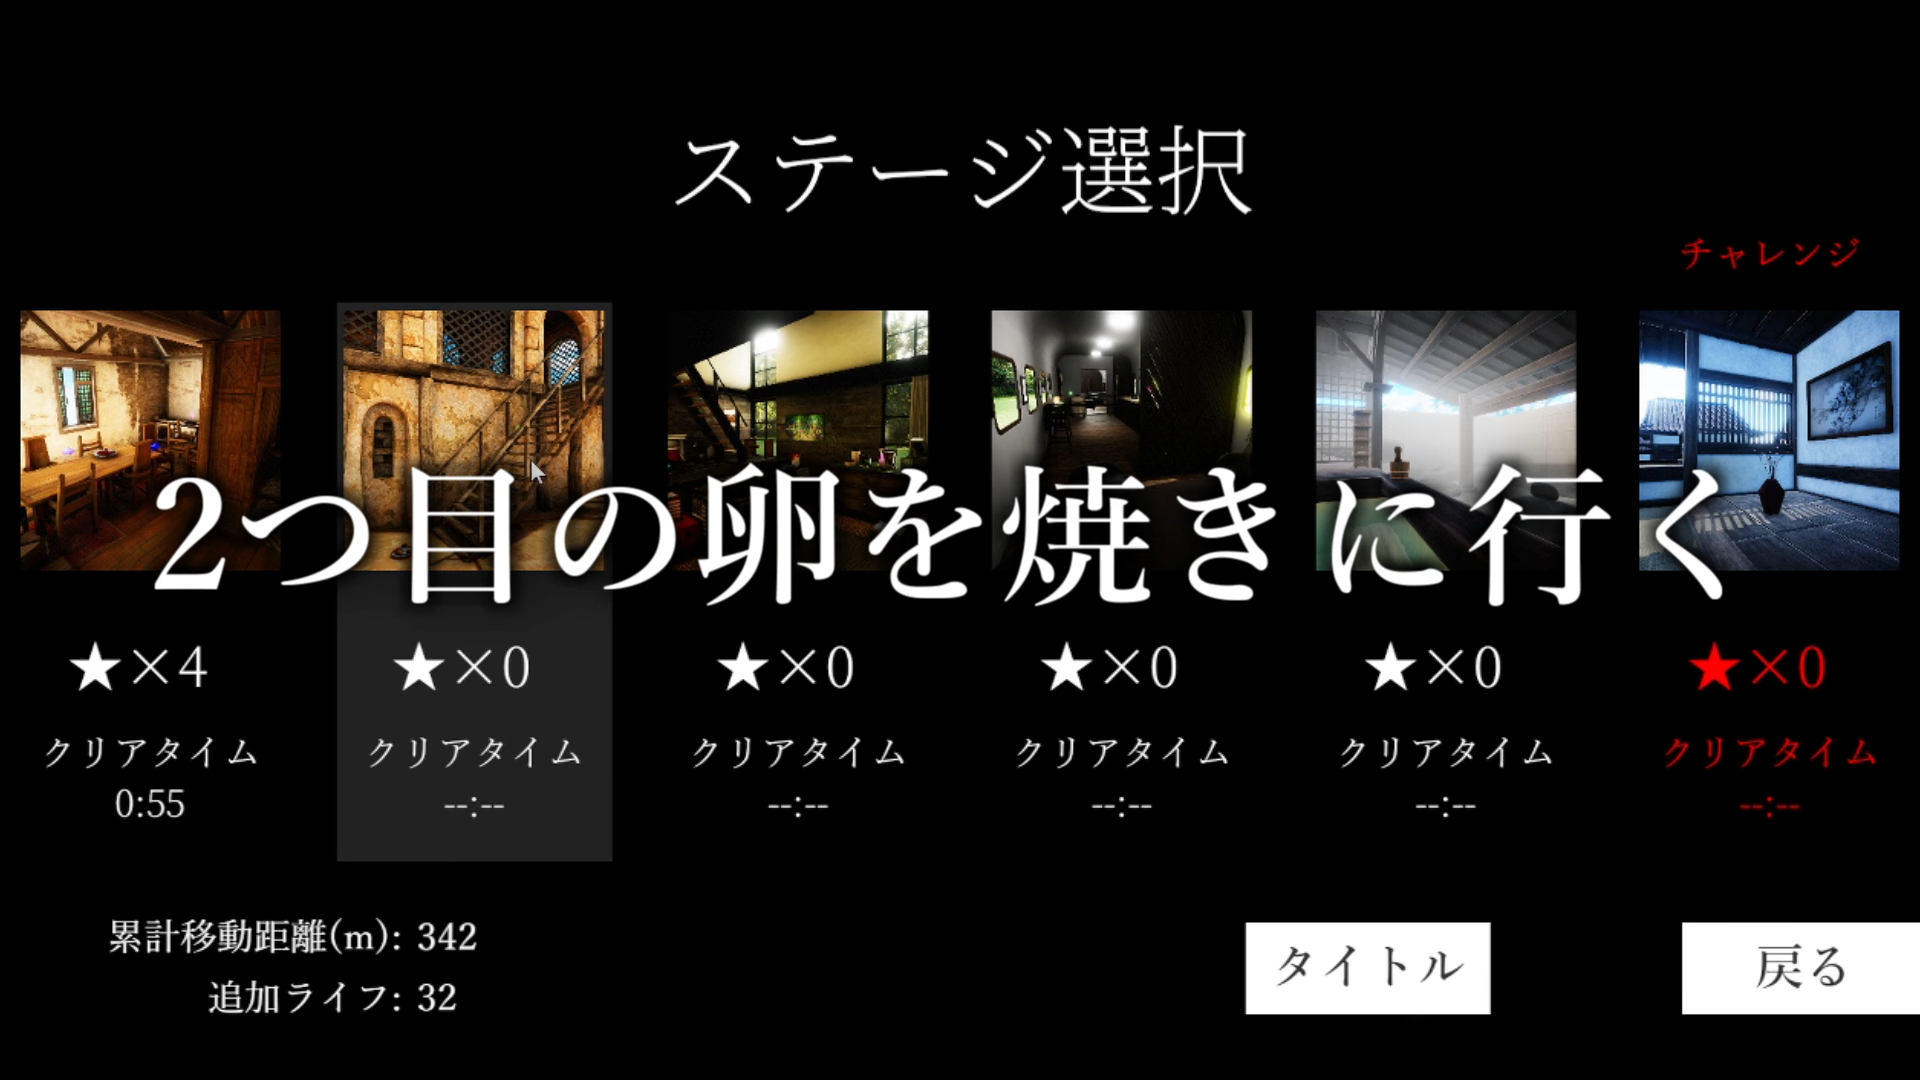 ステージ選択
チャレンジ
2つ目の卵を焼きに行く
★×4
★×0
★×0
★×0
★×0
★×0
クリアタイム
クリアタイム
クリアタイム
クリアタイム
クリアタイム
クリアタイム
0:55
--:--
--:--
--:--
--:--
--:--
累計移動距離(m): 342
追加ライフ: 32
タイトル
戻る